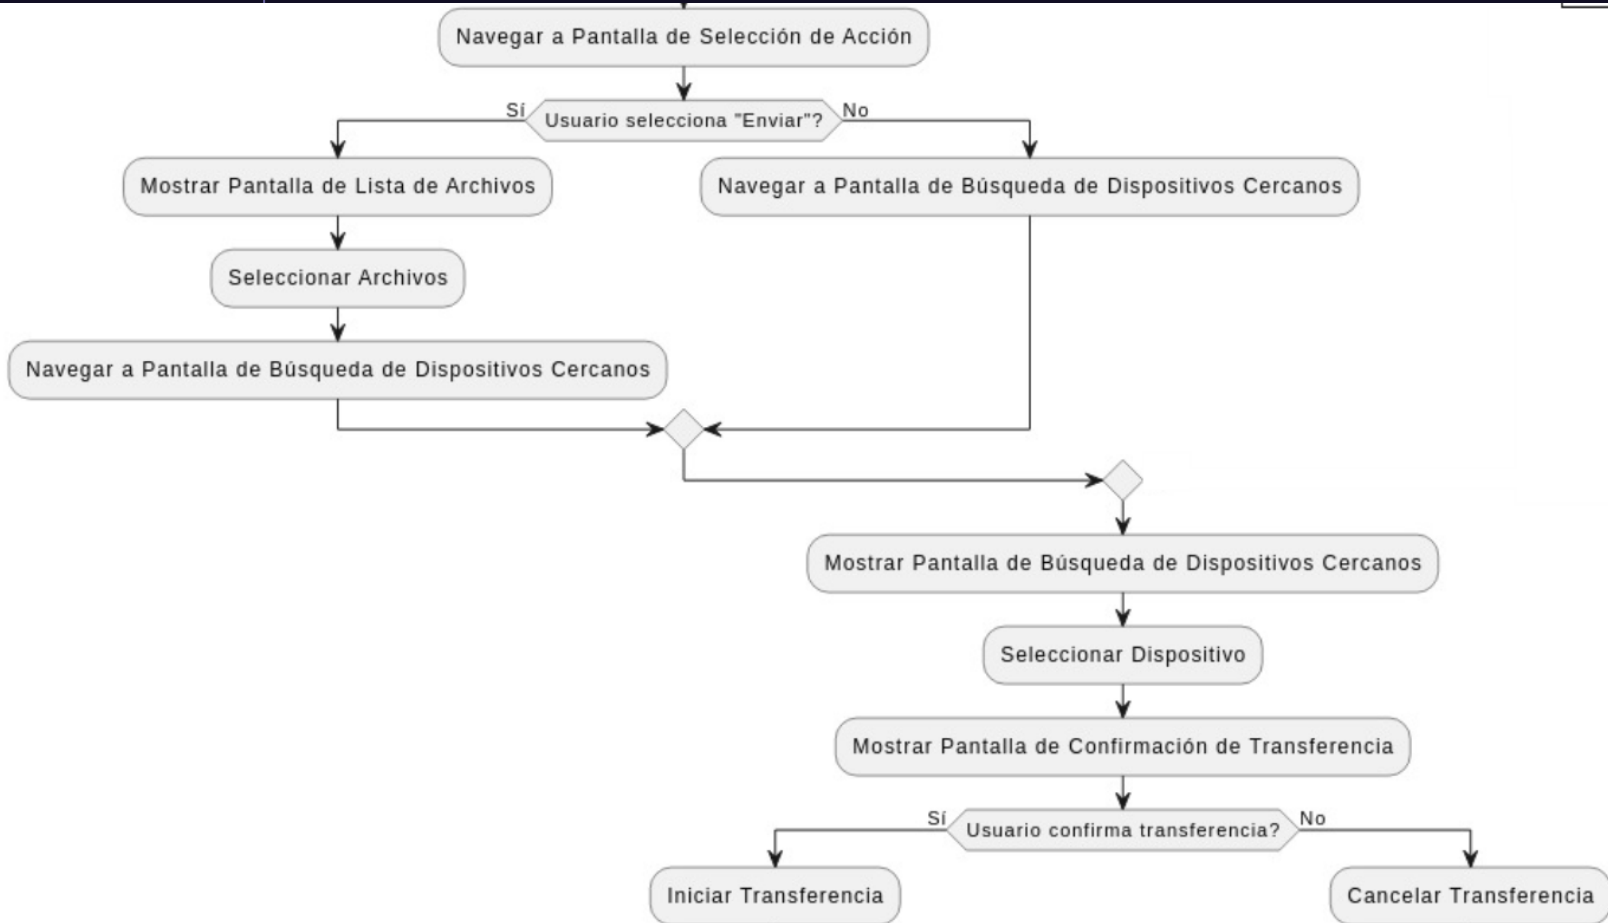 Navegar a Pantalla de Selección de Acción
Sí
Usuario selecciona "Enviar"?
No
Mostrar Pantalla de Lista de Archivos
Navegar a Pantalla de Búsqueda de Dispositivos Cercanos
Seleccionar Archivos
Navegar a Pantalla de Búsqueda de Dispositivos Cercanos
Mostrar Pantalla de Búsqueda de Dispositivos Cercanos
Seleccionar Dispositivo
Mostrar Pantalla de Confirmación de Transferencia
Sí
Usuario confirma transferencia?
No
Iniciar Transferencia
Cancelar Transferencia